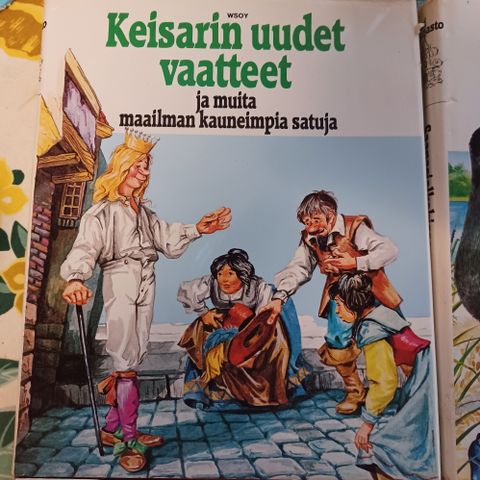 WSOY
Keisarin uudet
vaatteet
ja muita
maailman kauneimpia satuja